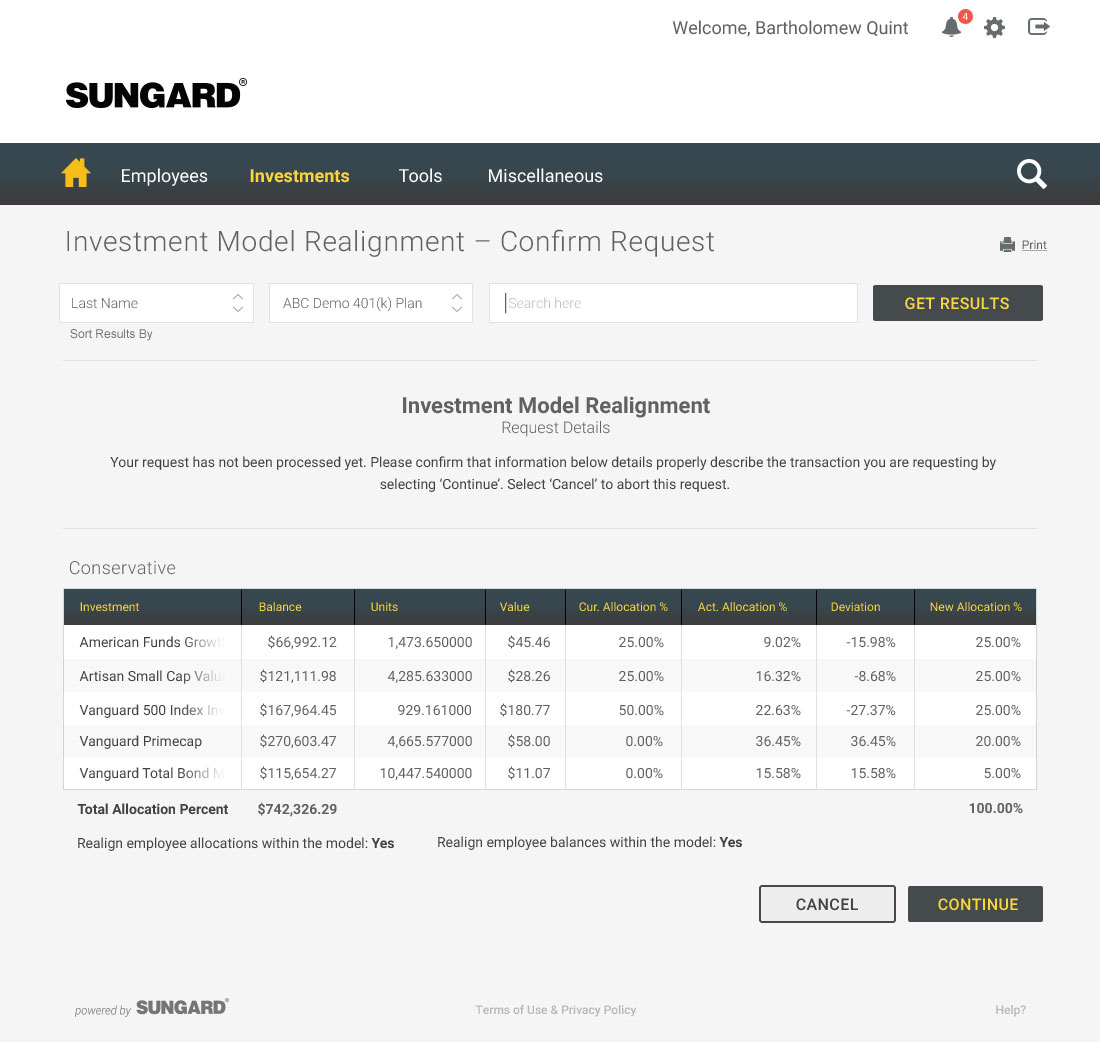 Welcome, Bartholomew Quint 4
SUNGARD®
Employees Investments Tools Miscellaneous
Investment Model Realignment – Confirm Request Print
Last Name ABC Demo 401(k) Plan Search here GET RESULTS
Sort Results By
Investment Model Realignment
Request Details
Your request has not been processed yet. Please confirm that information below details properly describe the transaction you are requesting by
selecting ‘Continue’. Select ‘Cancel’ to abort this request.
Conservative
Investment Balance Units Value Cur. Allocation % Act. Allocation % Deviation New Allocation %
American Funds Growt $66,992.12 1,473.650000 $45.46 25.00% 9.02% -15.98% 25.00%
Artisan Small Cap Valu $121,111.98 4,285.633000 $28.26 25.00% 16.32% -8.68% 25.00%
Vanguard 500 Index Inv $167,964.45 929.161000 $180.77 50.00% 22.63% -27.37% 25.00%
Vanguard Primecap $270,603.47 4,665.577000 $58.00 0.00% 36.45% 36.45% 20.00%
Vanguard Total Bond M $115,654.27 10,447.540000 $11.07 0.00% 15.58% 15.58% 5.00%
Total Allocation Percent $742,326.29 100.00%
Realign employee allocations within the model: Yes Realign employee balances within the model: Yes
CANCEL CONTINUE
powered by SUNGARD® Terms of Use & Privacy Policy Help?